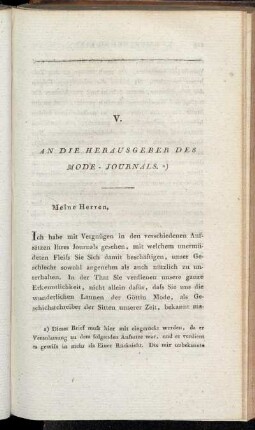 V.
AN DIE HERAUSGEBER DES
MODE-JOURNALS. *)
Meine Herren,
Ich habe mit Vergnügen in den verschiedenen Auf-
sätzen Ihres Journals gesehen, mit welchem unermü-
deten Fleiſs Sie Sich damit beschäftigen, unser Ge-
schlecht sowohl angenehm als auch nützlich zu un-
terhalten. In der That Sie verdienen unsere ganze
Erkenntlichkeit, nicht allein dafür, daſs Sie uns die
wunderlichen Launen der Göttin Mode, als Ge-
schichtschreiber der Sitten unserer Zeit, bekannt ma-
*) Dieser Brief muſs hier mit eingerückt werden, da er
Veranlassung zu dem folgenden Aufsatze war, und er verdient
es gewiſs in mehr als Einer Rücksicht. Die mir unbekannte